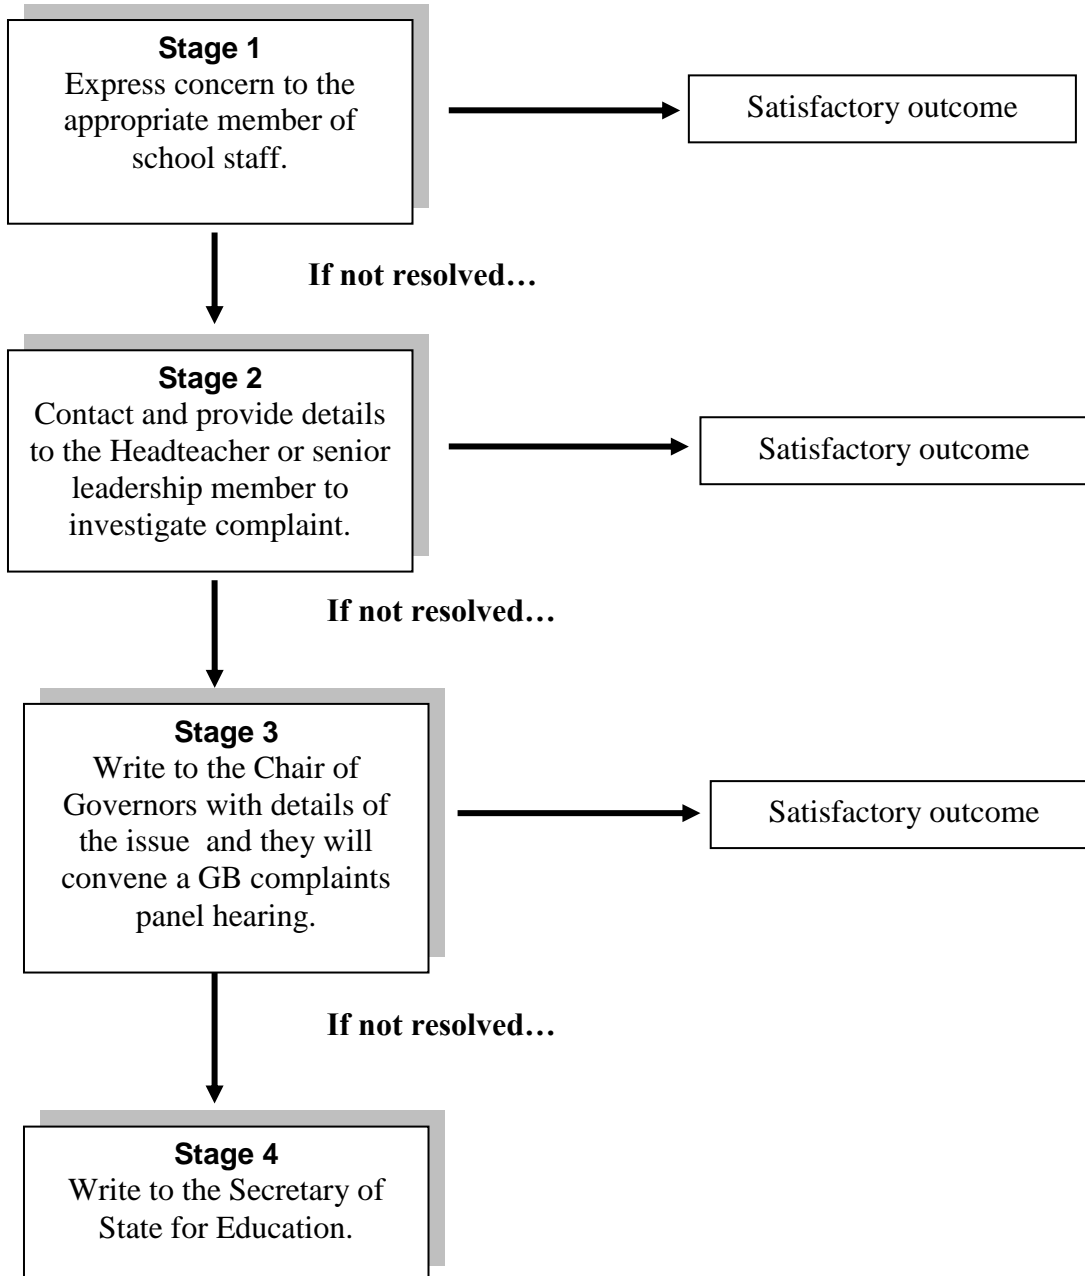 Stage 1
Express concern to the
appropriate member of
school staff.
Satisfactory outcome
If not resolved…
Stage 2
Contact and provide details
to the Headteacher or senior
leadership member to
investigate complaint.
Satisfactory outcome
If not resolved…
Stage 3
Write to the Chair of
Governors with details of
the issue  and they will
convene a GB complaints
panel hearing.
Satisfactory outcome
If not resolved…
Stage 4
Write to the Secretary of
State for Education.